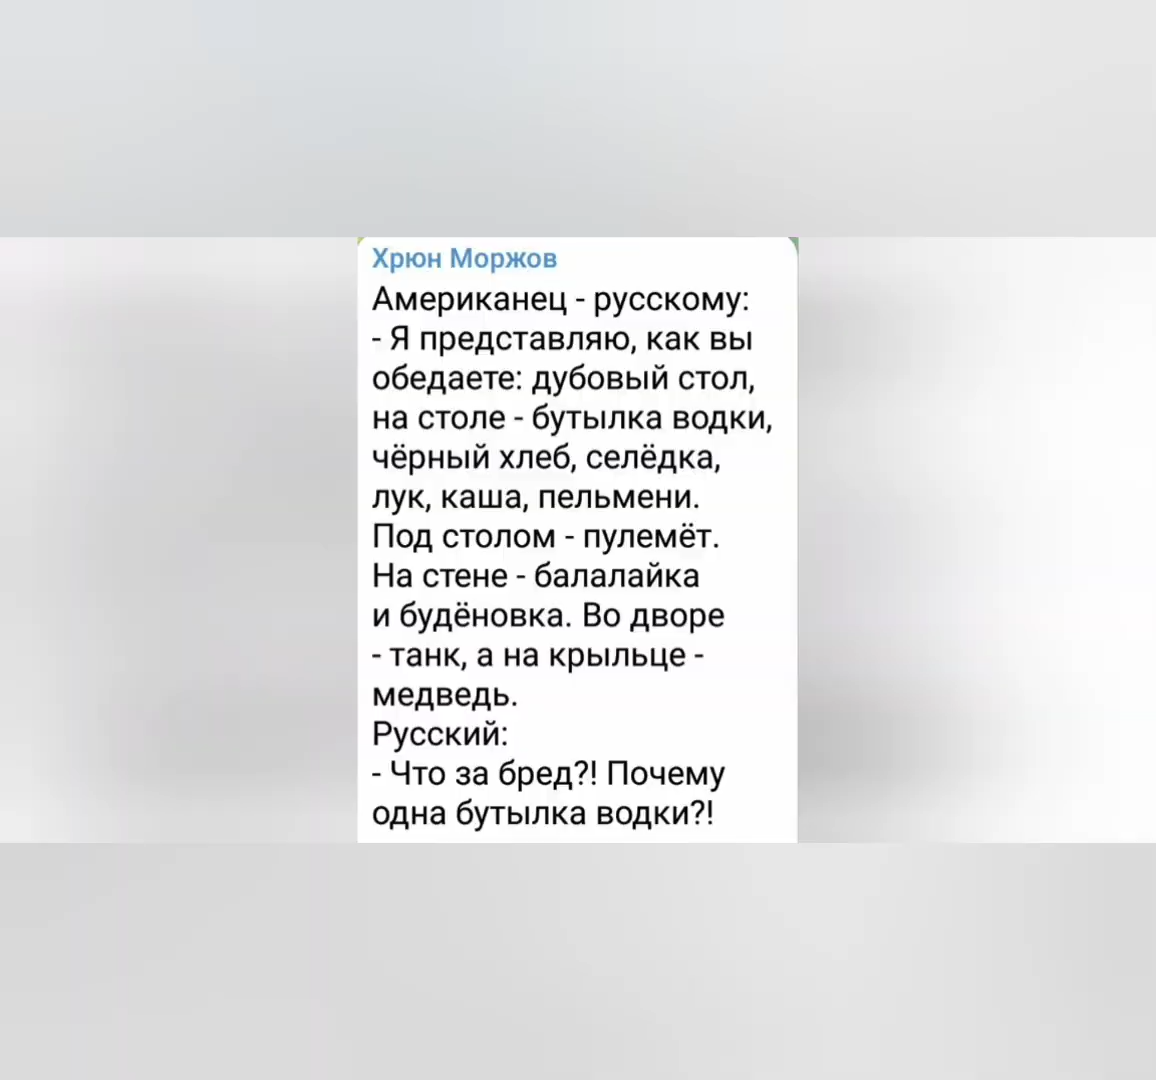 Хрюн Моржов
Американец - русскому:
- Я представляю, как вы
обедаете: дубовый стол,
на столе - бутылка водки,
чёрный хлеб, селёдка,
лук, каша, пельмени.
Под столом - пулемёт.
На стене - балалайка
и будёновка. Во дворе
- танк, а на крыльце -
медведь.
Русский:
- Что за бред?! Почему
одна бутылка водки?!